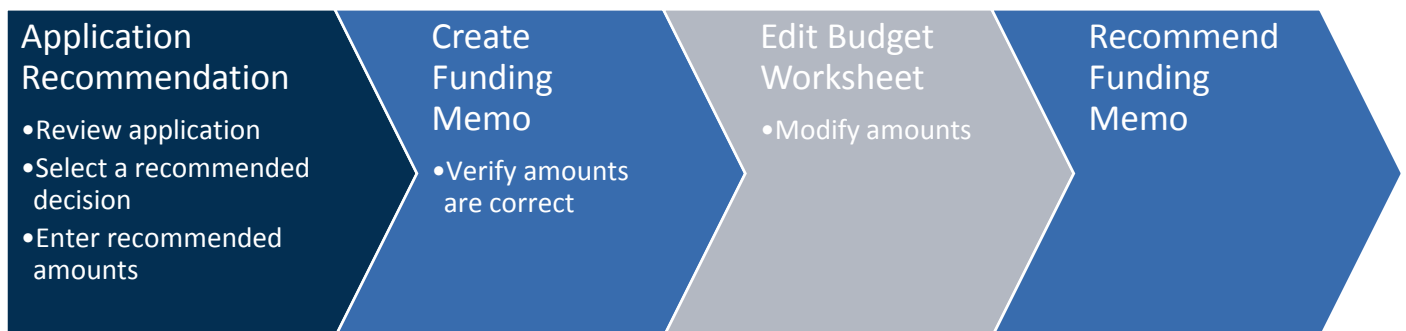 Application
Recommendation
•Review application
•Select a recommended
decision
•Enter recommended
amounts
Create
Funding
Memo
•Verify amounts
are correct
Edit Budget
Worksheet
•Modify amounts
Recommend
Funding
Memo